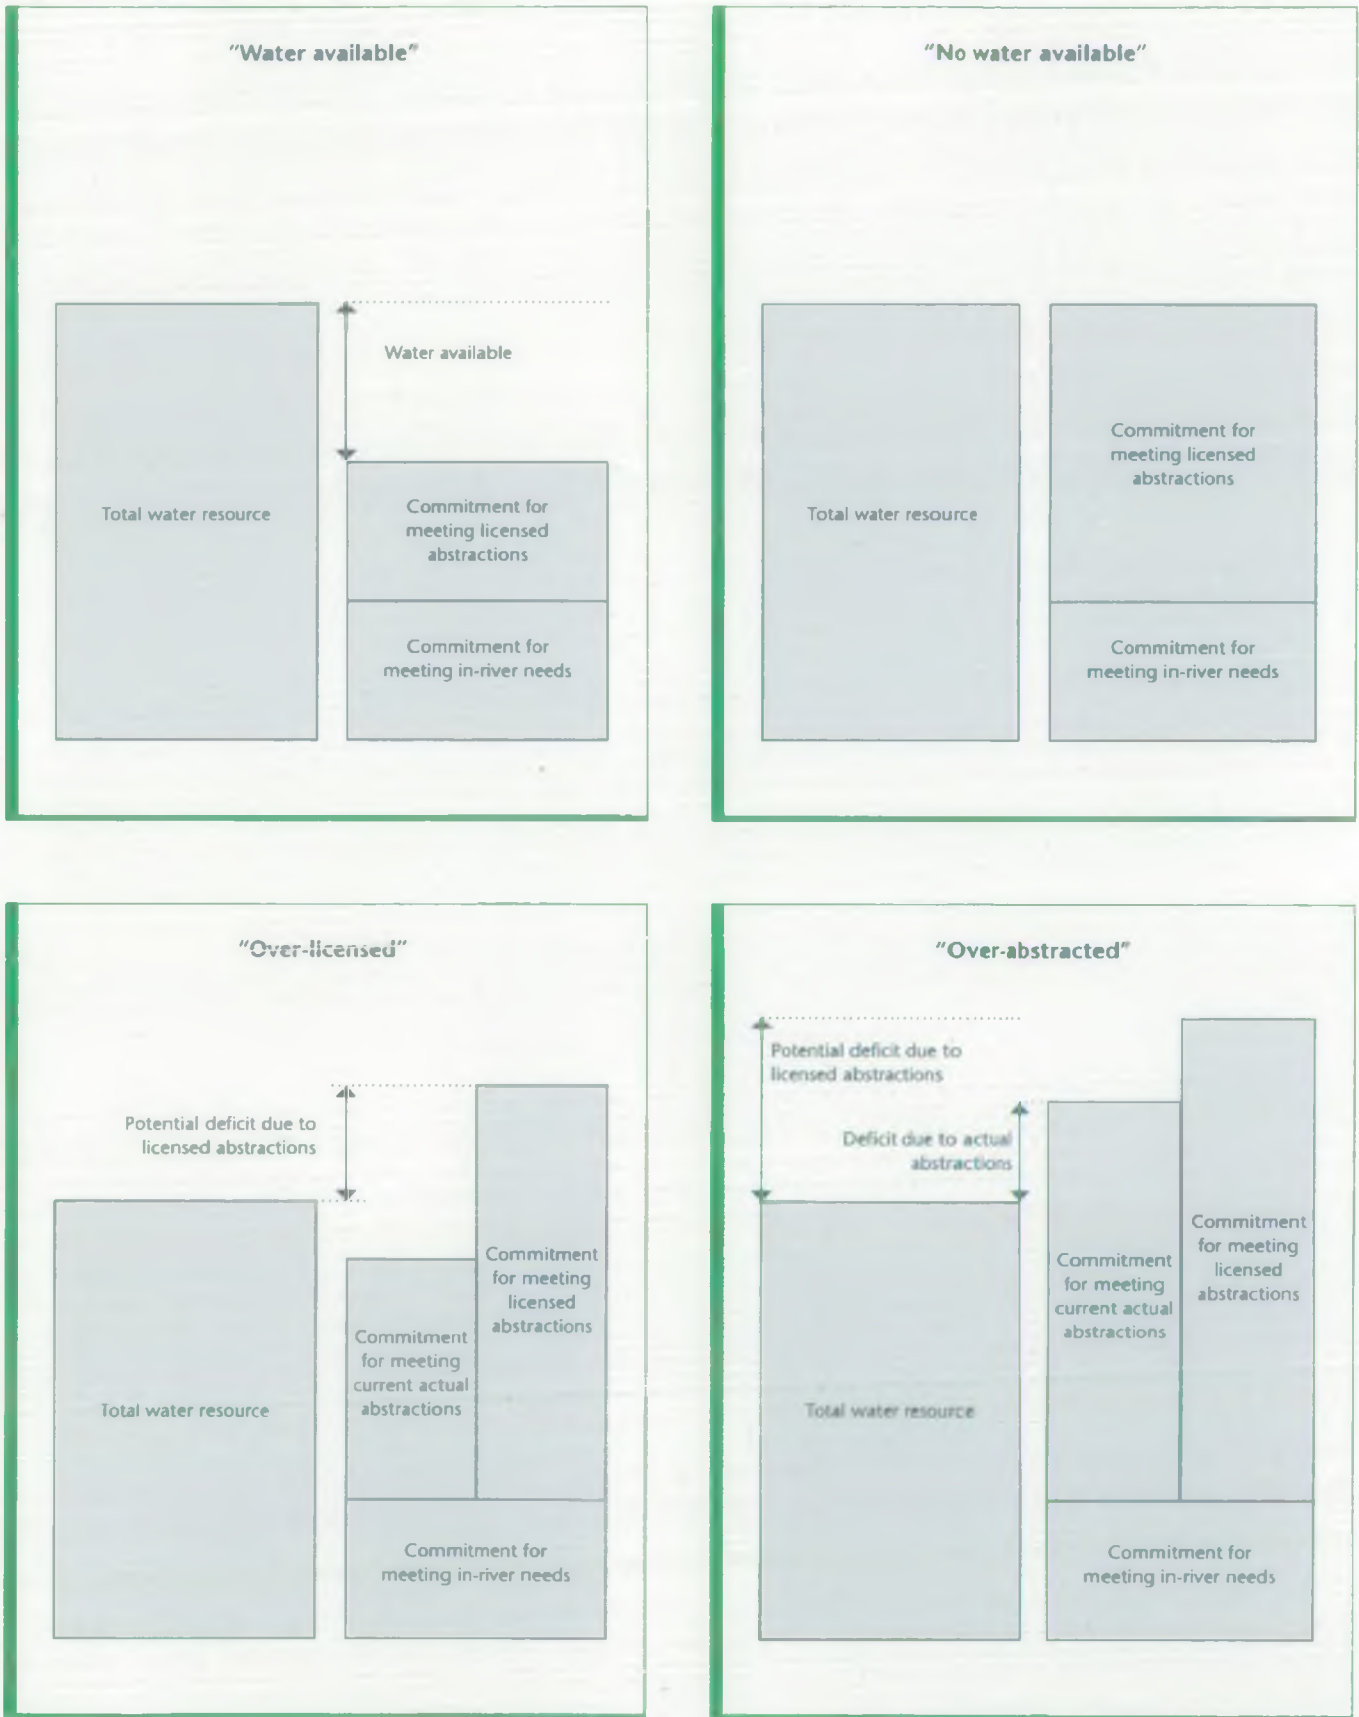 "Water available"
Water available
Total water resource
Commitment for
meeting licensed
abstractions
Commitment for
meeting in-river needs
"No water available"
Total water resource
Commitment for
meeting licensed
abstractions
Commitment for
meeting in-river needs
"Over-licensed"
Potential deficit due to
licensed abstractions
Total water resource
Commitment
for meeting
current actual
abstractions
Commitment
for meeting
licensed
abstractions
Commitment for
meeting in-river needs
"Over-abstracted"
Potential deficit due to
licensed abstractions
Deficit due to actual
abstractions
Total water resource
Commitment
for meeting
current actual
abstractions
Commitment
for meeting
licensed
abstractions
Commitment for
meeting in-river needs